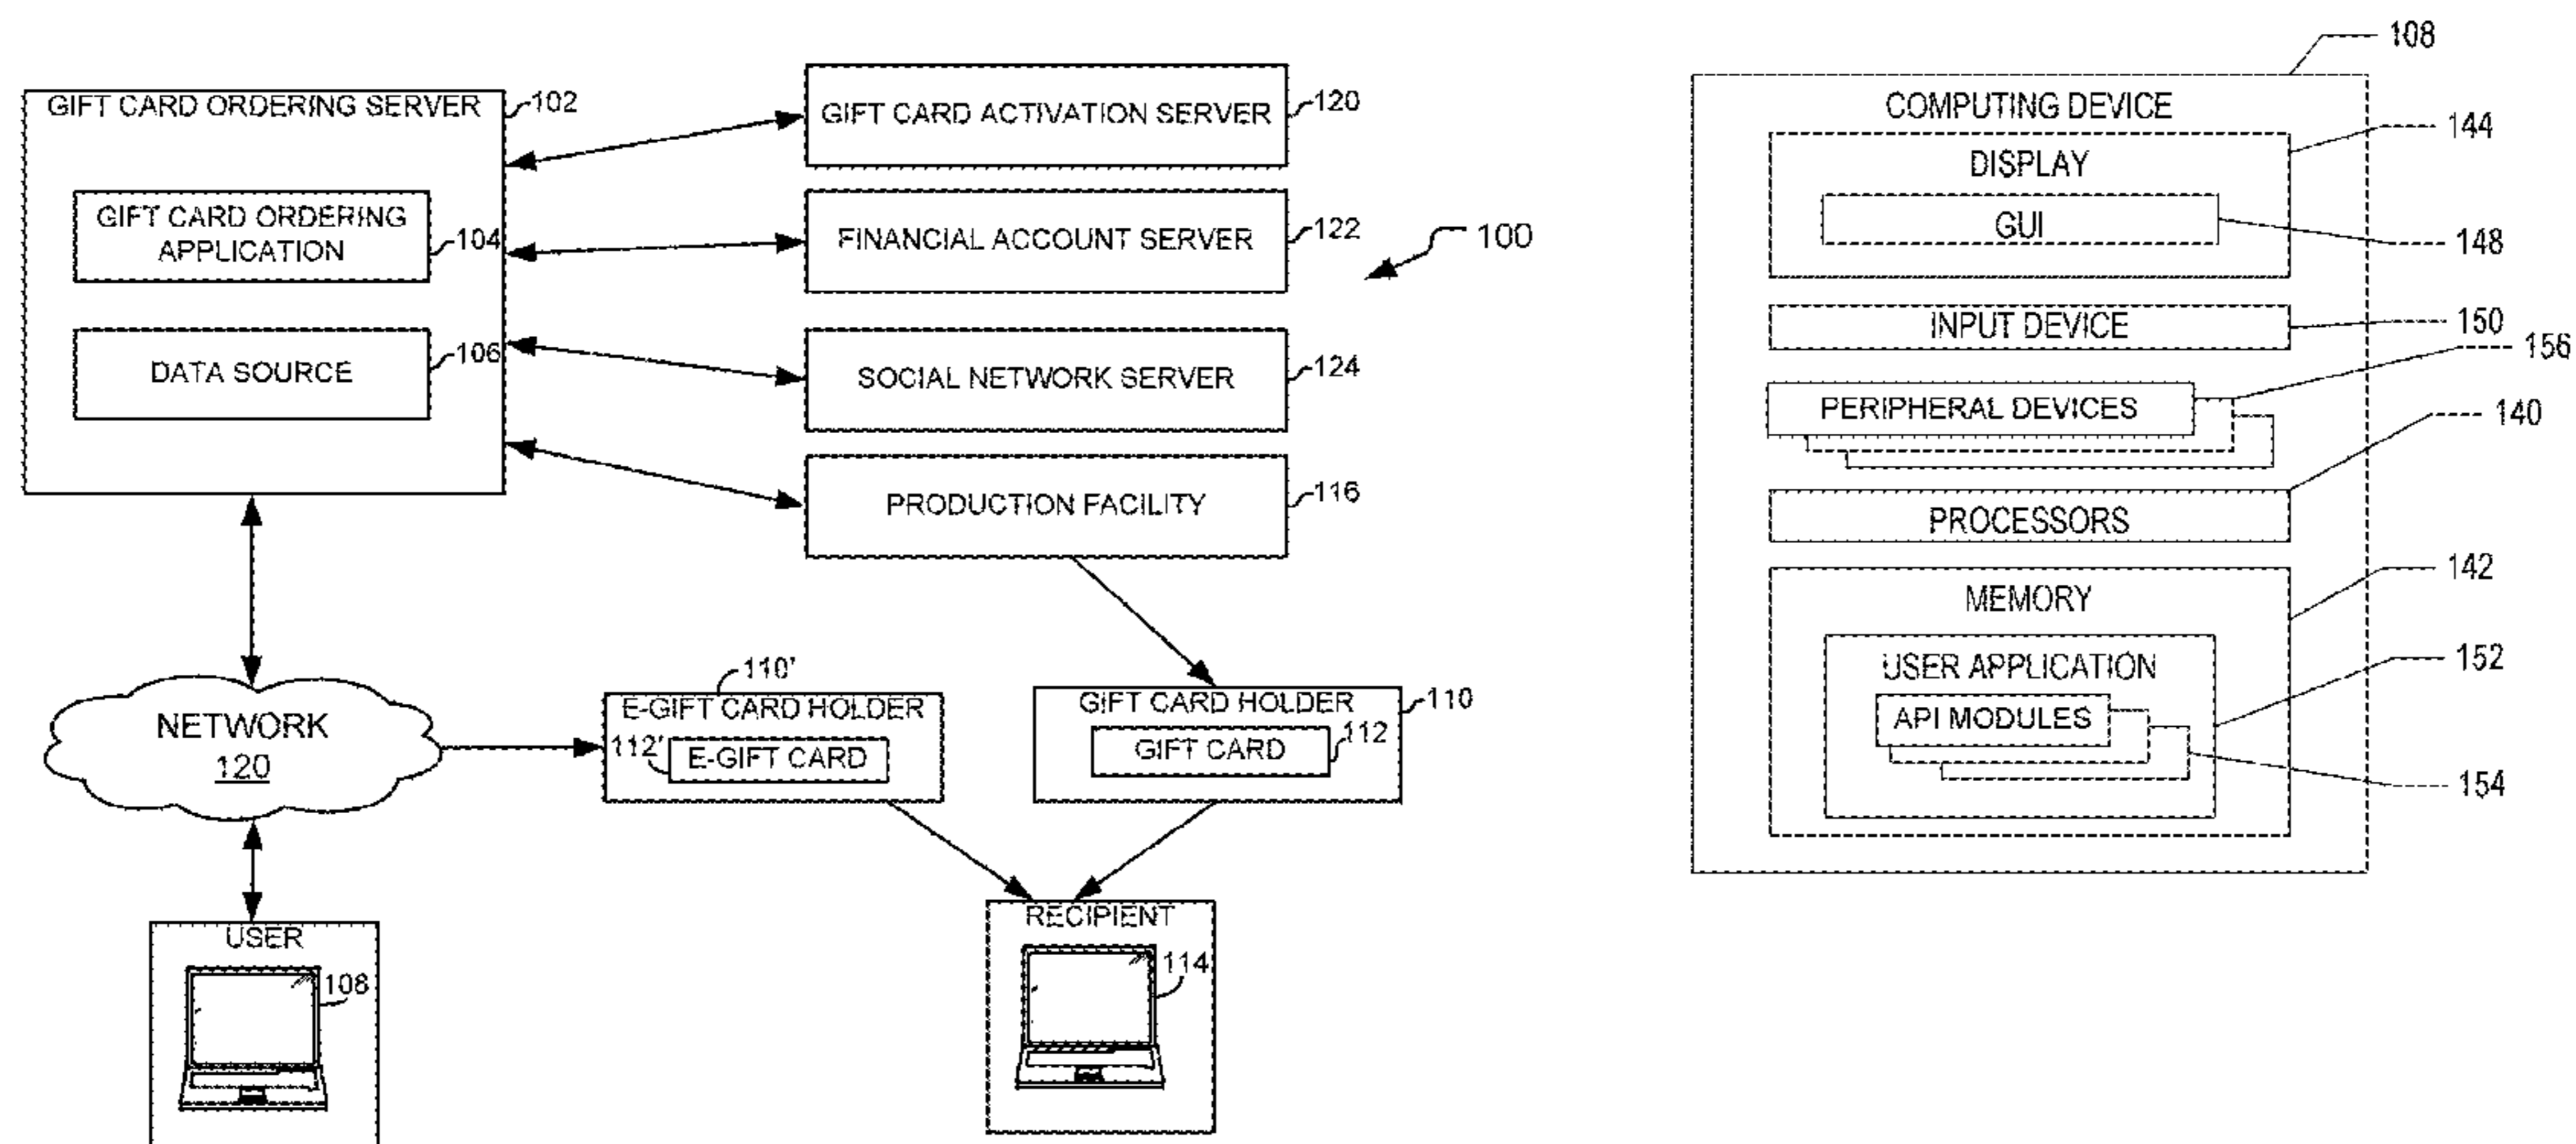 GIFT CARD ORDERING SERVER
102
GIFT CARD ORDERING
APPLICATION
104
DATA SOURCE
106
GIFT CARD ACTIVATION SERVER
120
FINANCIAL ACCOUNT SERVER
122
SOCIAL NETWORK SERVER
124
PRODUCTION FACILITY
116
100
NETWORK
120
110'
E-GIFT CARD HOLDER
112'
E-GIFT CARD
GIFT CARD HOLDER
110
GIFT CARD
112
USER
108
RECIPIENT
114
108
COMPUTING DEVICE
144
DISPLAY
GUI
148
INPUT DEVICE
150
156
PERIPHERAL DEVICES
140
PROCESSORS
142
MEMORY
USER APPLICATION
152
API MODULES
154